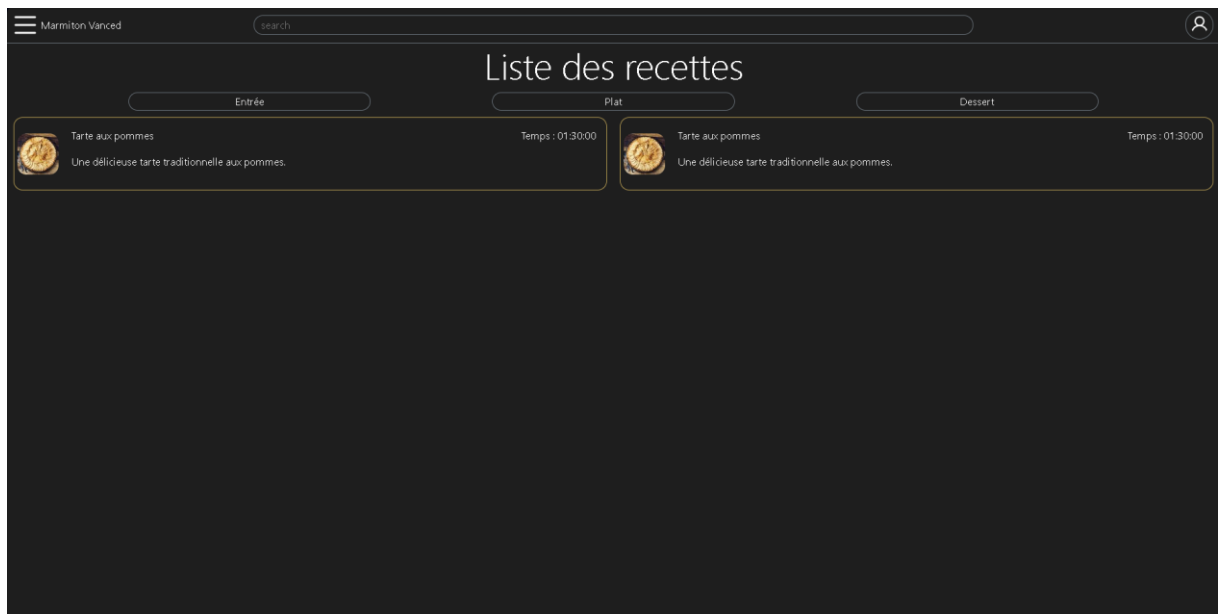 Marmiton Vanced
search
Liste des recettes
Entrée
Plat
Dessert
Tarte aux pommes
Temps : 01:30:00
Une délicieuse tarte traditionnelle aux pommes.
Tarte aux pommes
Temps : 01:30:00
Une délicieuse tarte traditionnelle aux pommes.